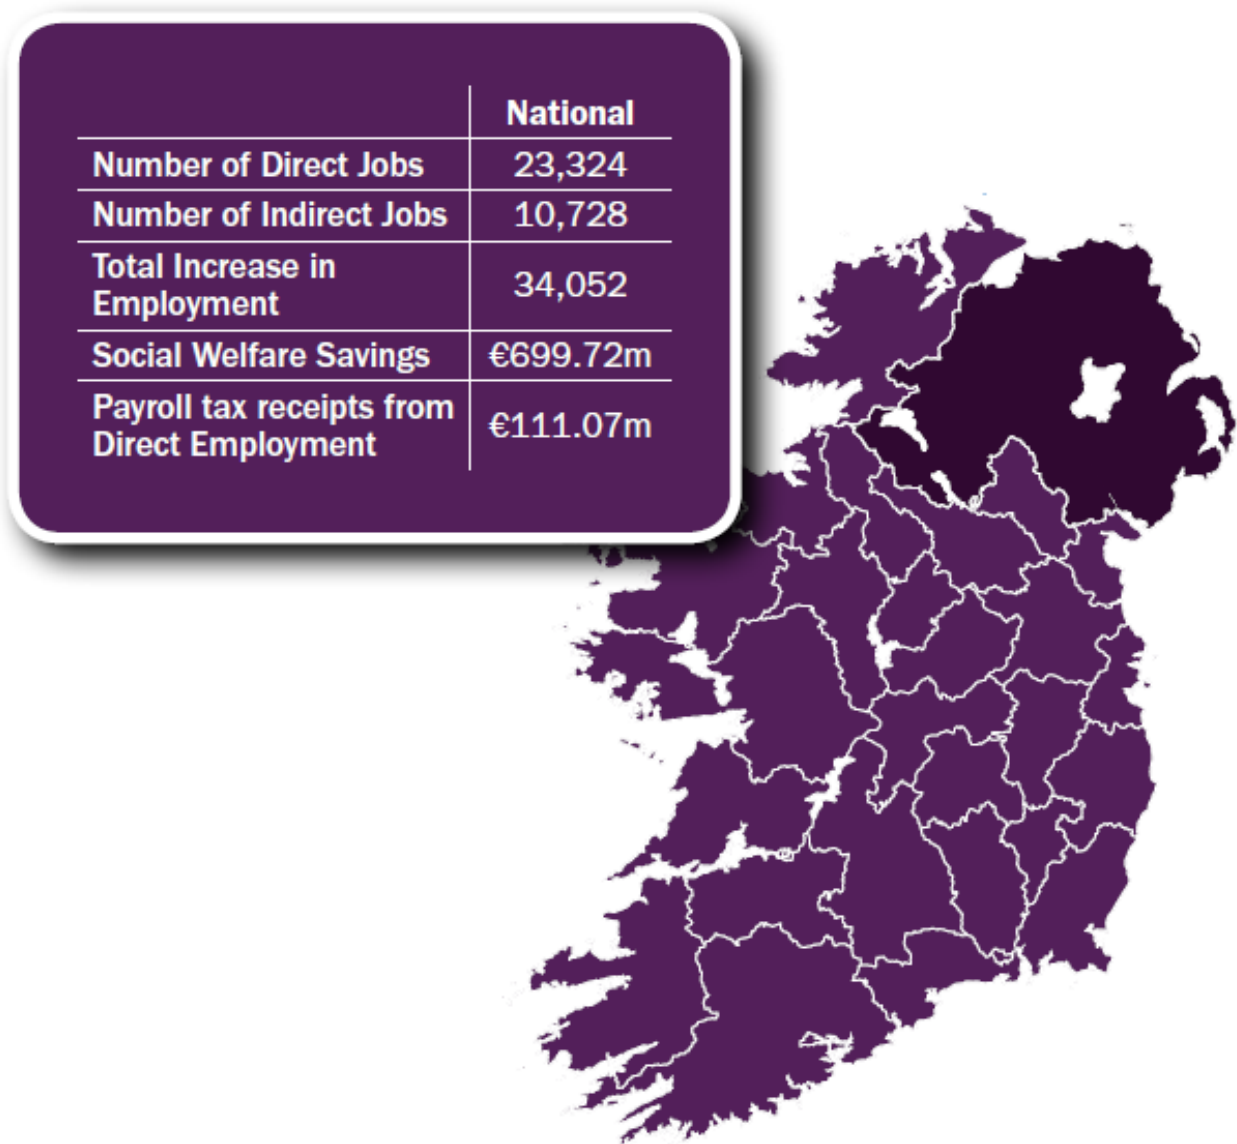 National
Number of Direct Jobs 23,324
Number of Indirect Jobs 10,728
Total Increase in
Employment 34,052
Social Welfare Savings €699.72m
Payroll tax receipts from
Direct Employment €111.07m